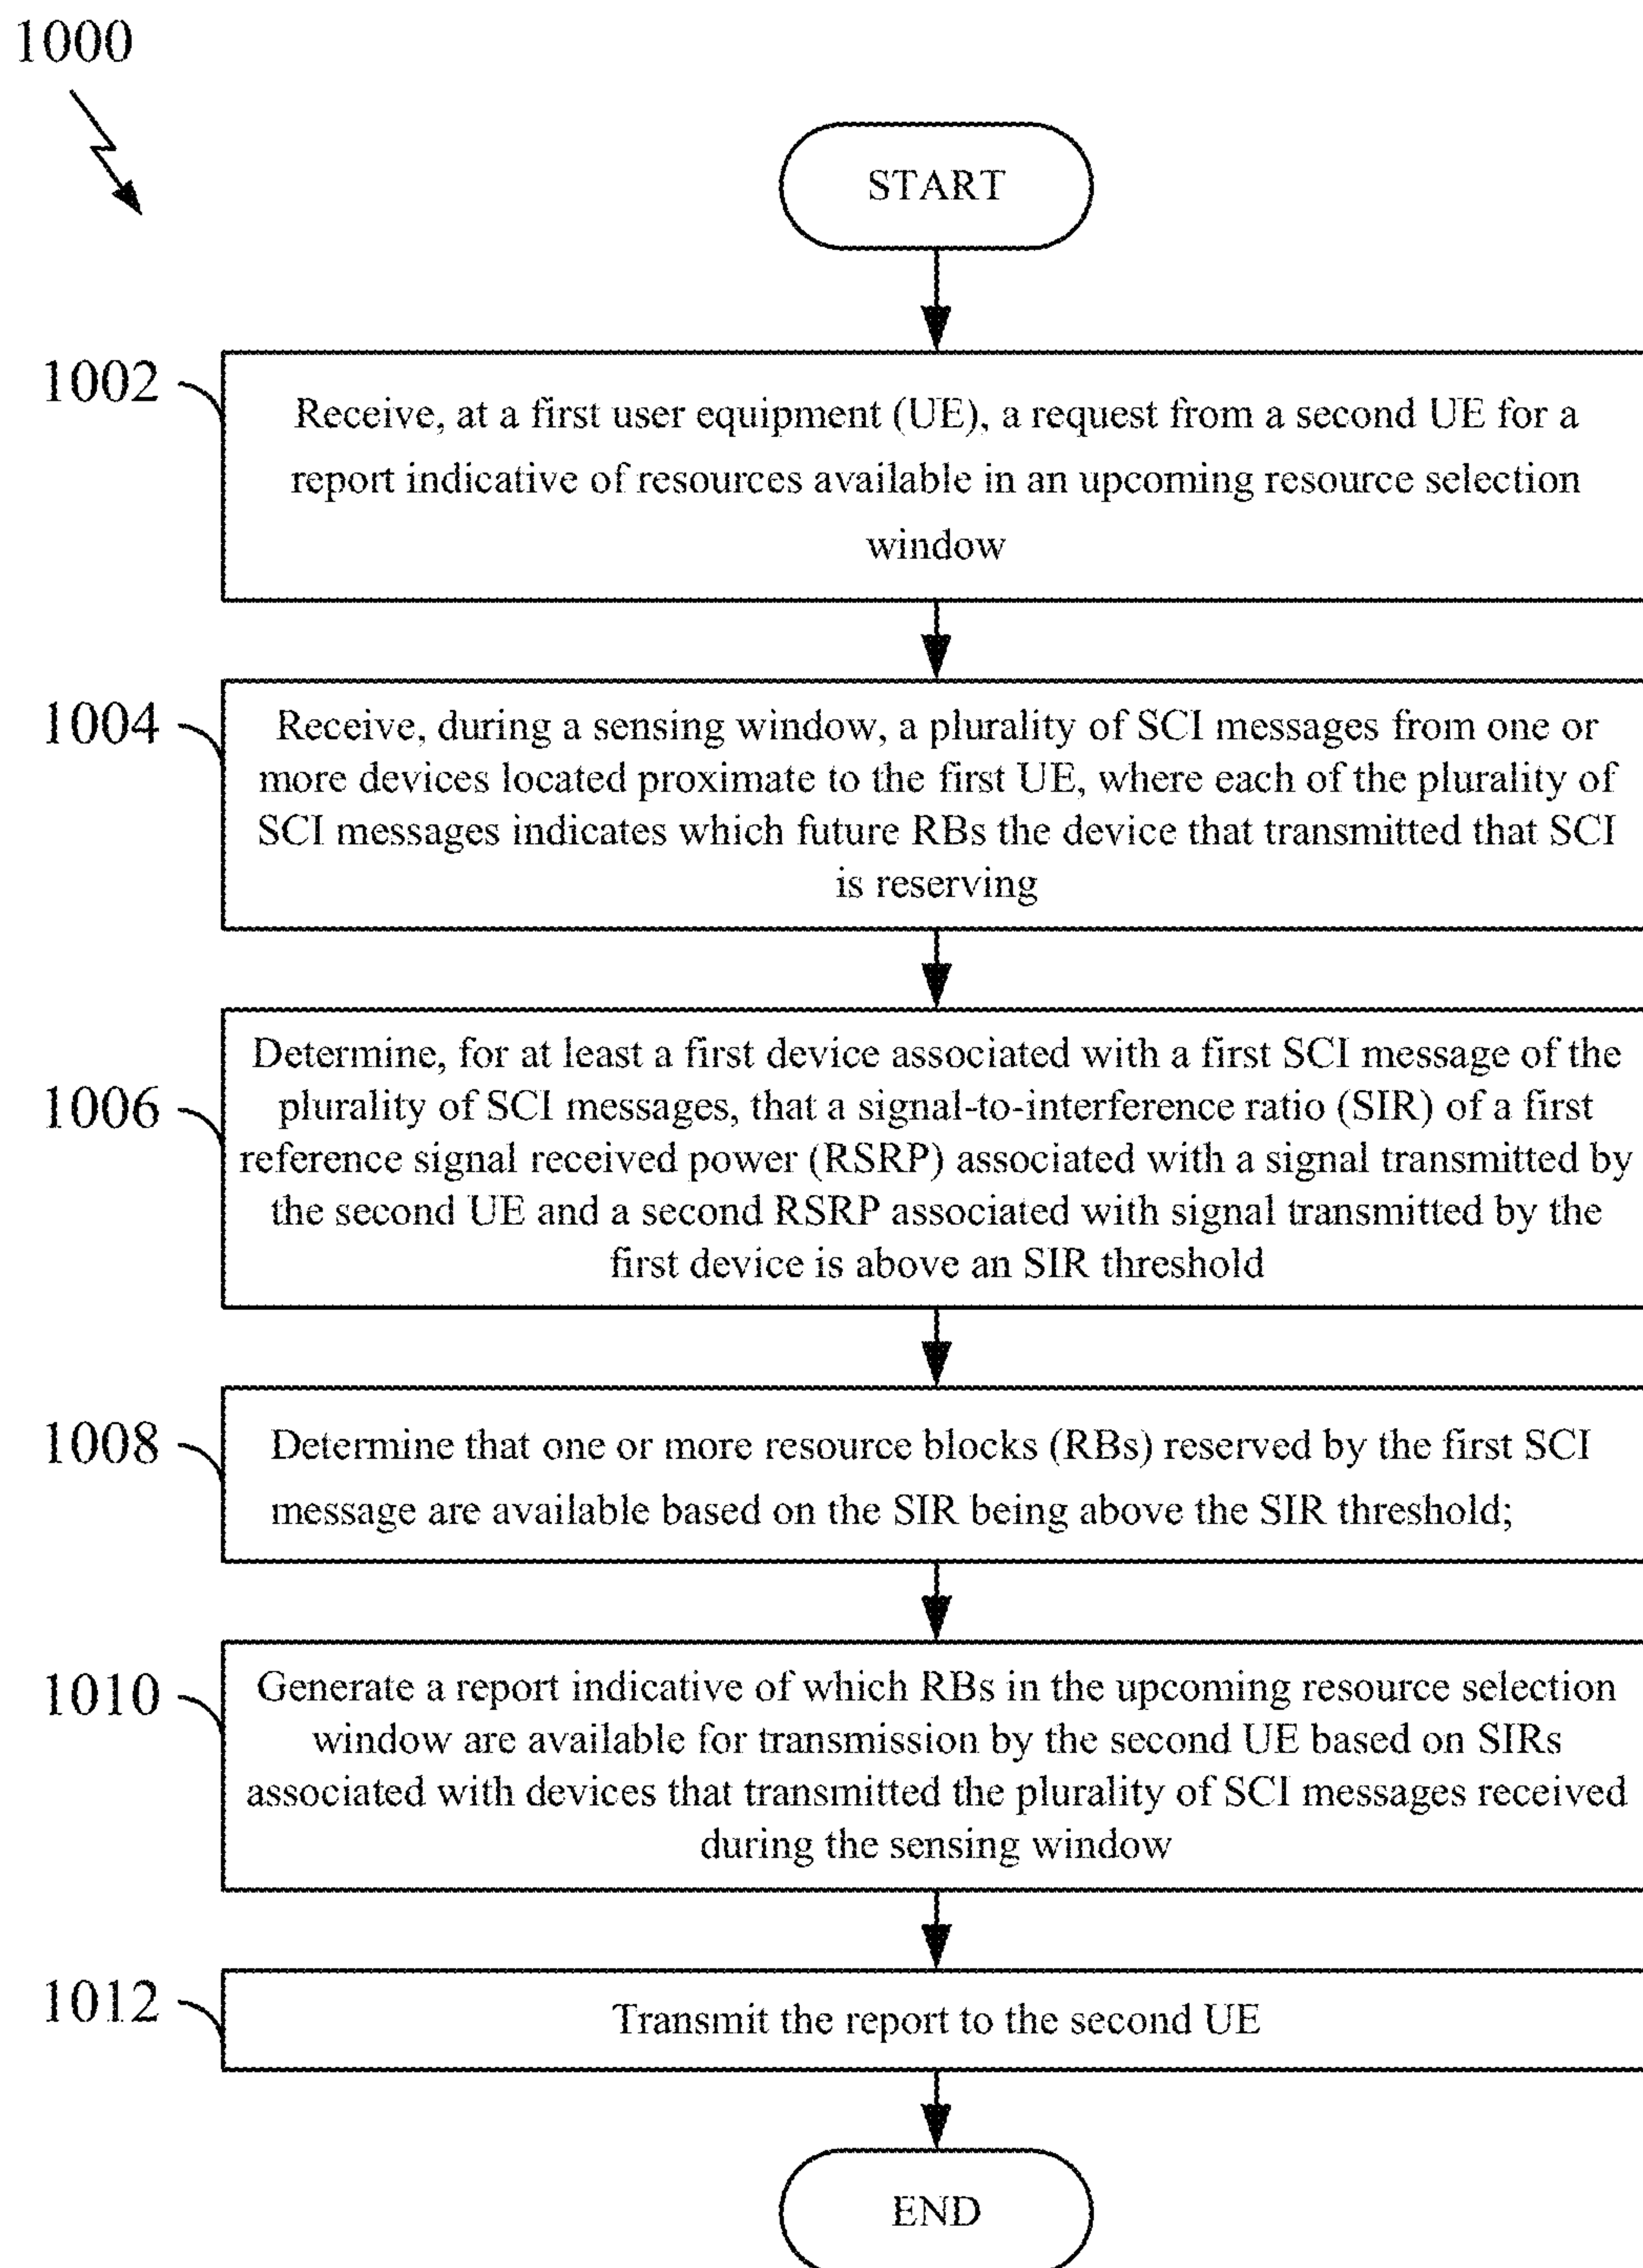 1000
START
1002
Receive, at a first user equipment (UE), a request from a second UE for a
report indicative of resources available in an upcoming resource selection
window
1004
Receive, during a sensing window, a plurality of SCI messages from one or
more devices located proximate to the first UE, where each of the plurality of
SCI messages indicates which future RBs the device that transmitted that SCI
is reserving
1006
Determine, for at least a first device associated with a first SCI message of the
plurality of SCI messages, that a signal-to-interference ratio (SIR) of a first
reference signal received power (RSRP) associated with a signal transmitted by
the second UE and a second RSRP associated with signal transmitted by the
first device is above an SIR threshold
1008
Determine that one or more resource blocks (RBs) reserved by the first SCI
message are available based on the SIR being above the SIR threshold;
1010
Generate a report indicative of which RBs in the upcoming resource selection
window are available for transmission by the second UE based on SIRs
associated with devices that transmitted the plurality of SCI messages received
during the sensing window
1012
Transmit the report to the second UE
END